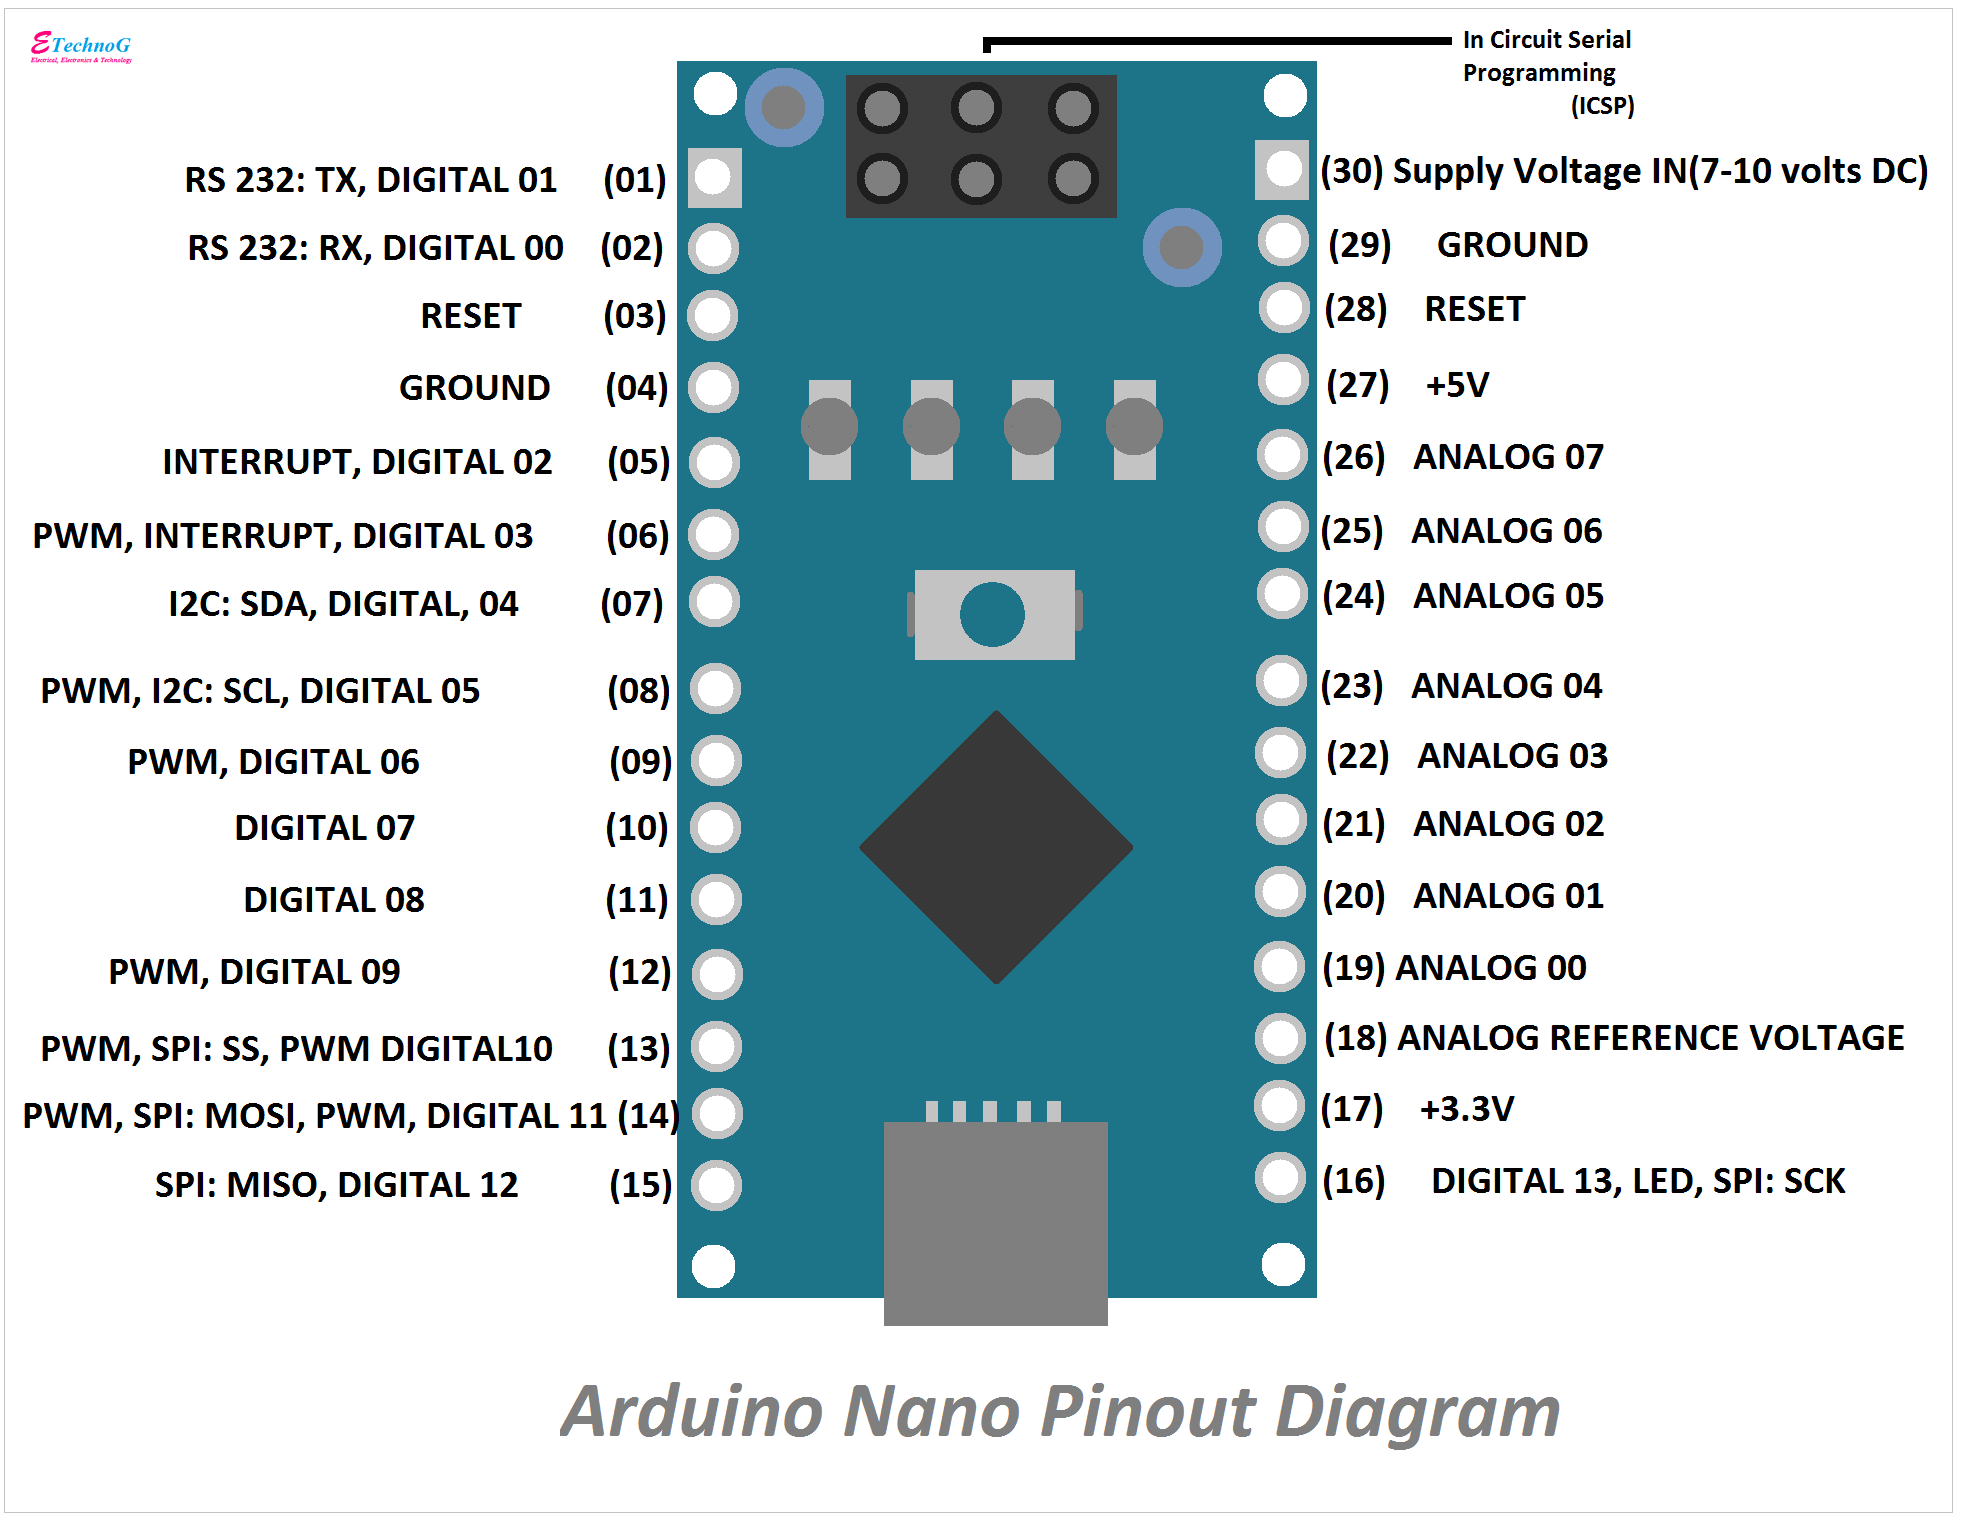 ETechnoG
Electrical, Electronics & Technology
In Circuit Serial
Programming
(ICSP)
RS 232: TX, DIGITAL 01 (01)
RS 232: RX, DIGITAL 00 (02)
RESET (03)
GROUND (04)
INTERRUPT, DIGITAL 02 (05)
PWM, INTERRUPT, DIGITAL 03 (06)
I2C: SDA, DIGITAL, 04 (07)
PWM, I2C: SCL, DIGITAL 05 (08)
PWM, DIGITAL 06 (09)
DIGITAL 07 (10)
DIGITAL 08 (11)
PWM, DIGITAL 09 (12)
PWM, SPI: SS, PWM DIGITAL10 (13)
PWM, SPI: MOSI, PWM, DIGITAL 11 (14)
SPI: MISO, DIGITAL 12 (15)
(30) Supply Voltage IN(7-10 volts DC)
(29) GROUND
(28) RESET
(27) +5V
(26) ANALOG 07
(25) ANALOG 06
(24) ANALOG 05
(23) ANALOG 04
(22) ANALOG 03
(21) ANALOG 02
(20) ANALOG 01
(19) ANALOG 00
(18) ANALOG REFERENCE VOLTAGE
(17) +3.3V
(16) DIGITAL 13, LED, SPI: SCK
Arduino Nano Pinout Diagram